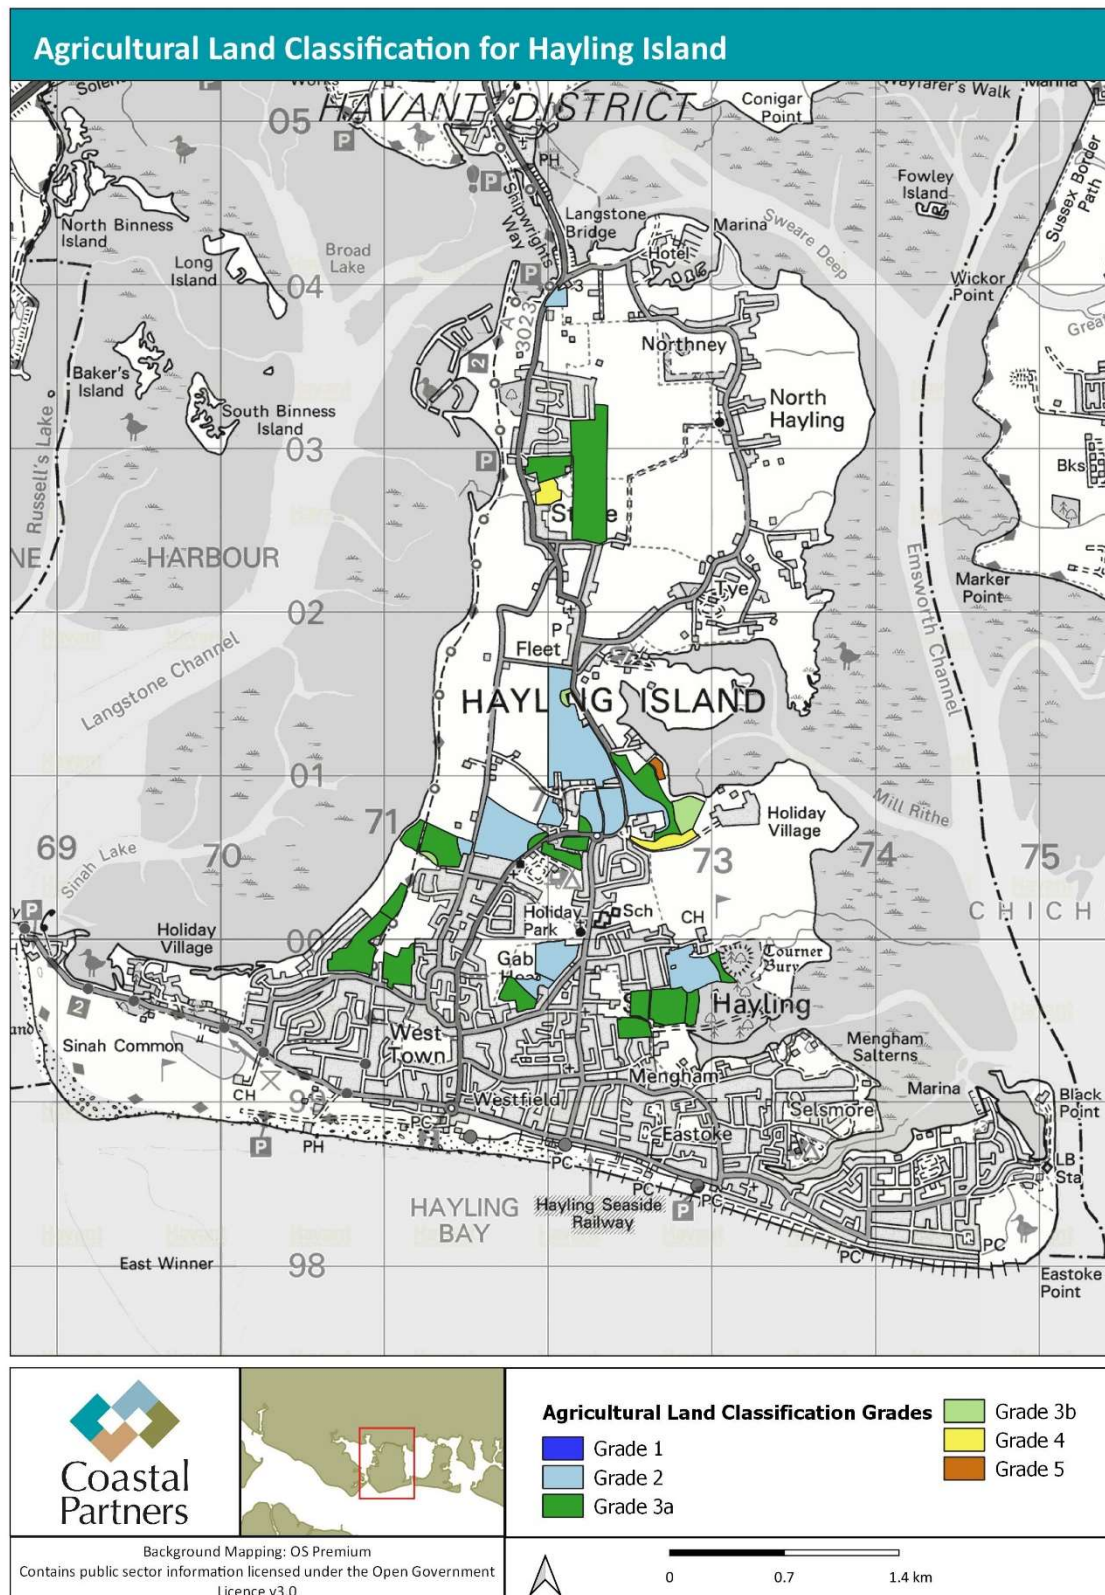 Agricultural Land Classification for Hayling Island
Wayfarer's Walk
Marina
HAVANT DISTRICT
Conigar
Point
05
P
P
PH
P
Fowley
Island
Sussex Border
Path
North Binness
Island
Shipwrights
Way
Langstone
Bridge
Marina
Sweare Deep
Broad
Lake
Long
Island
Hotel
Wickor
Point
04
P
A
3023
3
2
Northney
Baker's
Island
South Binness
Island
North
Hayling
Russell's Lake
03
P
Bks
HARBOUR
Emsworth Channel
Marker
Point
02
P
Fleet
Langstone Channel
HAYLING ISLAND
01
Mill Rithe
71
Holiday
Village
69
70
73
74
75
Sinah Lake
P
Holiday
Park
Sch
CH
CHICH
Holiday
Village
00
Tourner
Bury
2
Hayling
Sinah Common
West
Town
Mengham
Salterns
Mengham
CH
Marina
Black
Point
99
Westfield
Selsmore
PC
Eastoke
P
PH
PC
LB
Sta
HAYLING
BAY
Hayling Seaside
Railway
PC
PC
P
PC
PC
East Winner
98
Eastoke
Point
Coastal
Partners
Agricultural Land Classification Grades
Grade 1
Grade 2
Grade 3a
Grade 3b
Grade 4
Grade 5
Background Mapping: OS Premium
Contains public sector information licensed under the Open Government
Licence v3.0
0
0.7
1.4 km